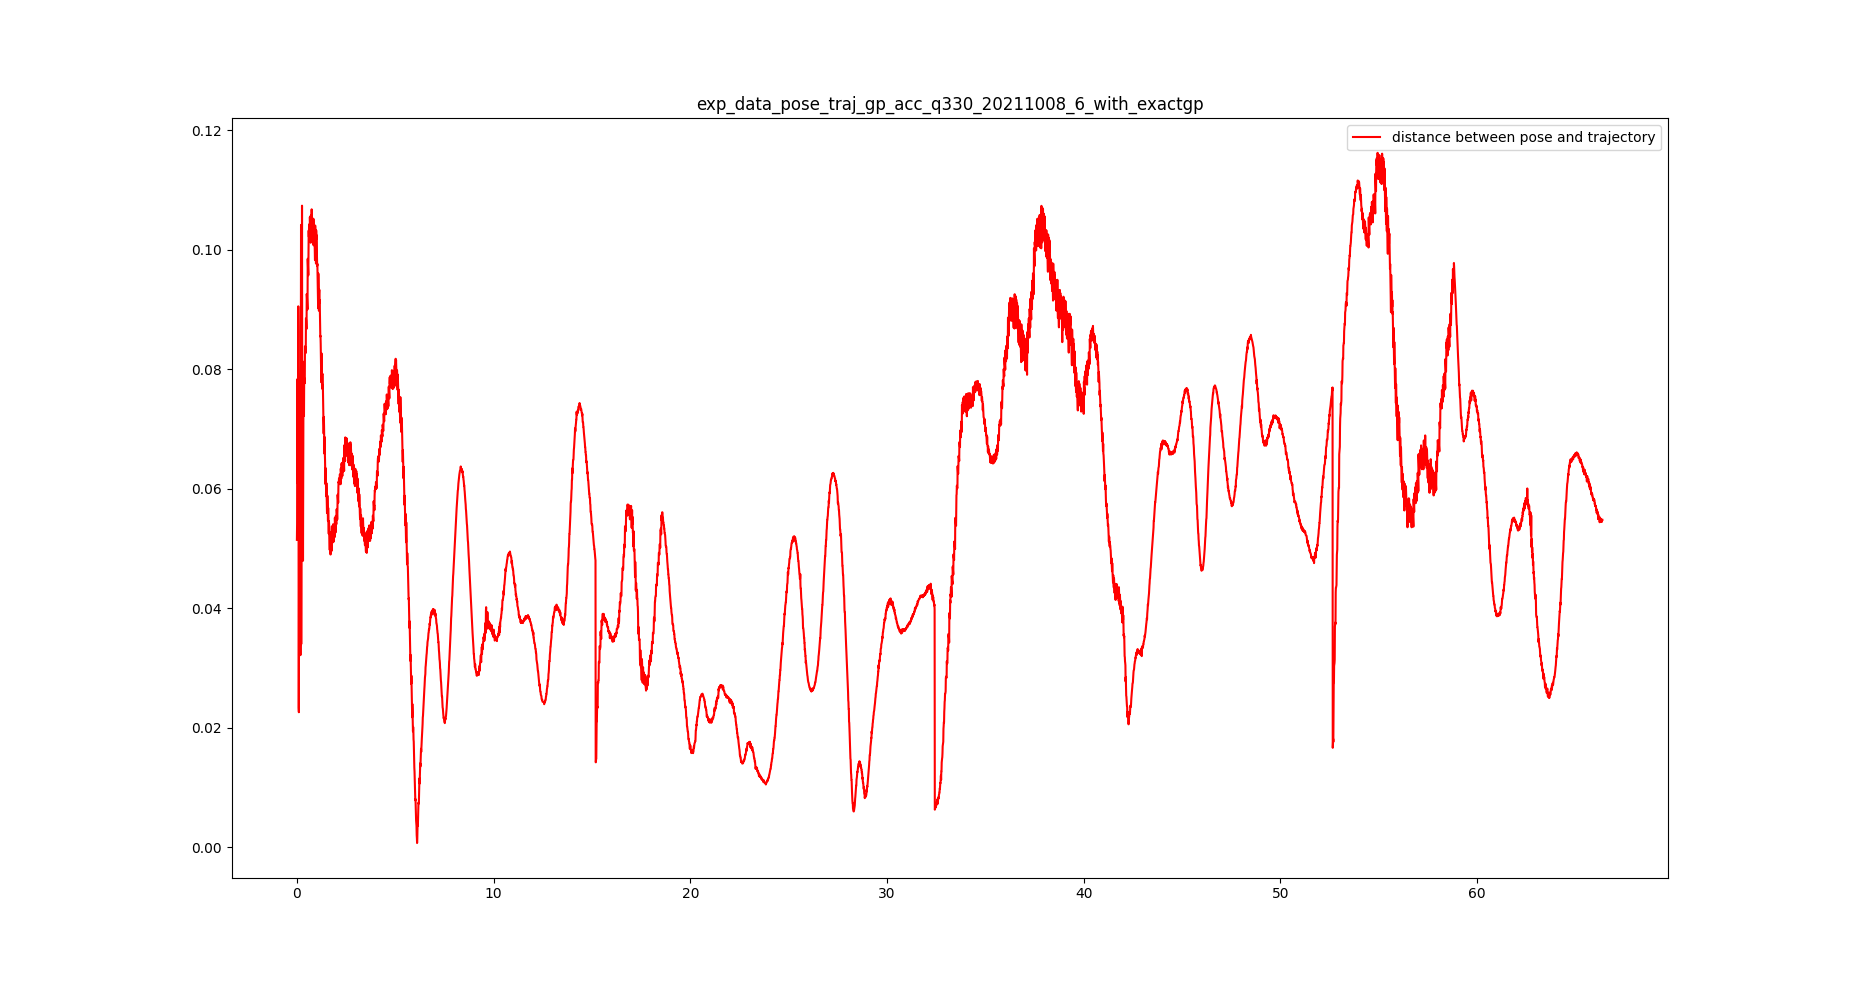 exp_data_pose_traj_gp_acc_q330_20211008_6_with_exactgp
distance between pose and trajectory
0.12
0.10
0.08
0.06
0.04
0.02
0.00
0 10 20 30 40 50 60